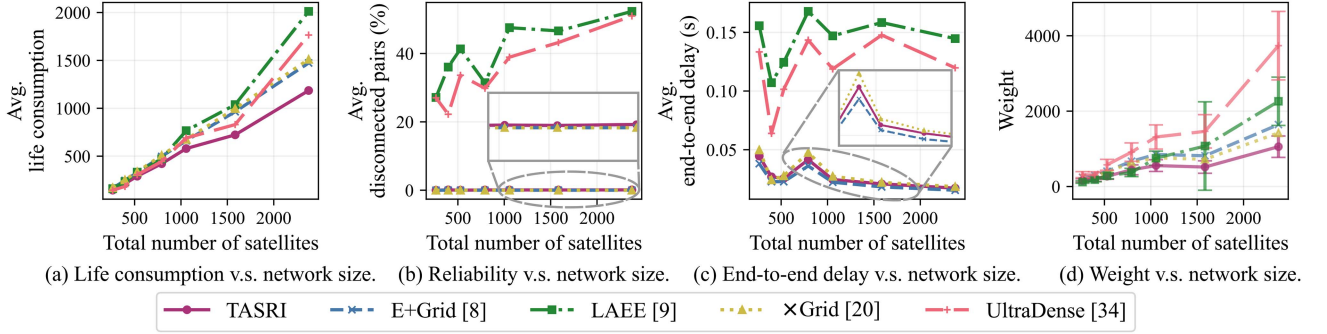 Avg.
life consumption
2000
1500
1000
500
500 1000 1500 2000
Total number of satellites
(a) Life consumption v.s. network size.
Avg.
disconnected pairs (%)
40
20
0
500 1000 1500 2000
Total number of satellites
(b) Reliability v.s. network size.
Avg.
end-to-end delay (s)
0.15
0.10
0.05
500 1000 1500 2000
Total number of satellites
(c) End-to-end delay v.s. network size.
Weight
4000
2000
0
500 1000 1500 2000
Total number of satellites
(d) Weight v.s. network size.
TASRI E+Grid [8] LAEE [9] ×Grid [20] UltraDense [34]